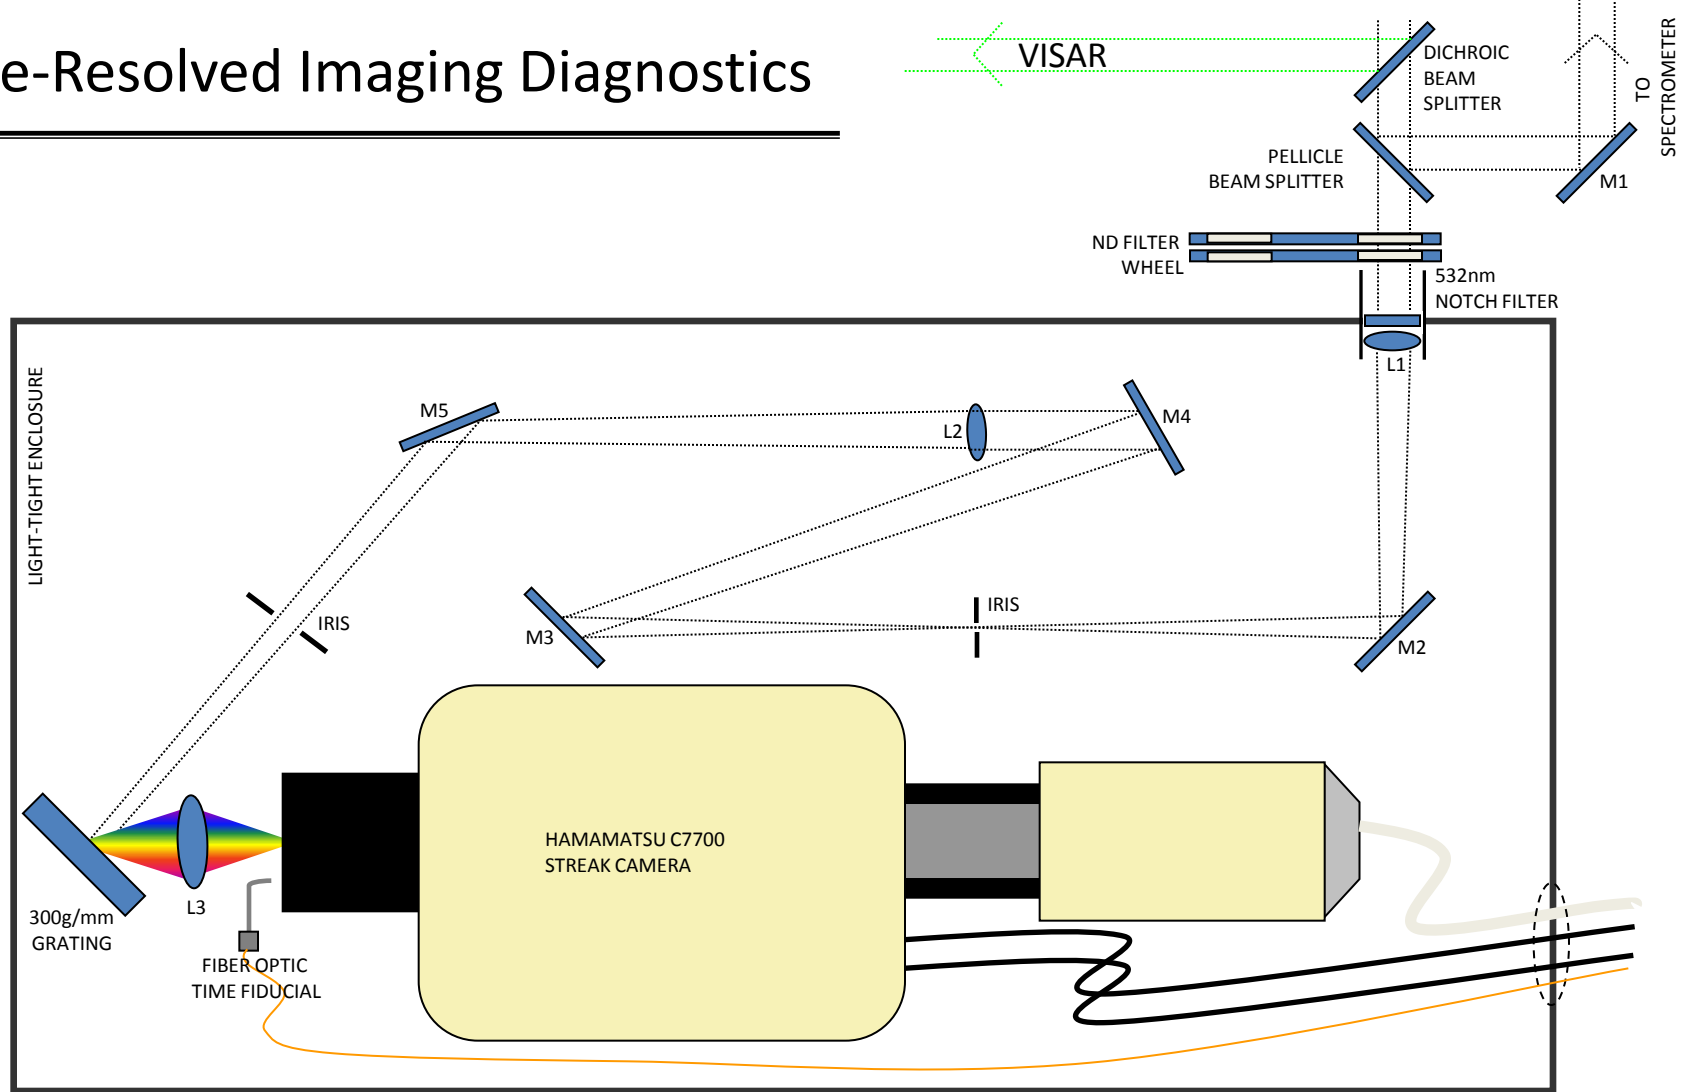 e-Resolved Imaging Diagnostics
VISAR
DICHROIC
BEAM
SPLITTER
TO
SPECTROMETER
PELLICLE
BEAM SPLITTER
M1
ND FILTER
WHEEL
532nm
NOTCH FILTER
L1
LIGHT-TIGHT ENCLOSURE
M5
L2
M4
IRIS
M3
IRIS
M2
HAMAMATSU C7700
STREAK CAMERA
L3
300g/mm
GRATING
FIBER OPTIC
TIME FIDUCIAL